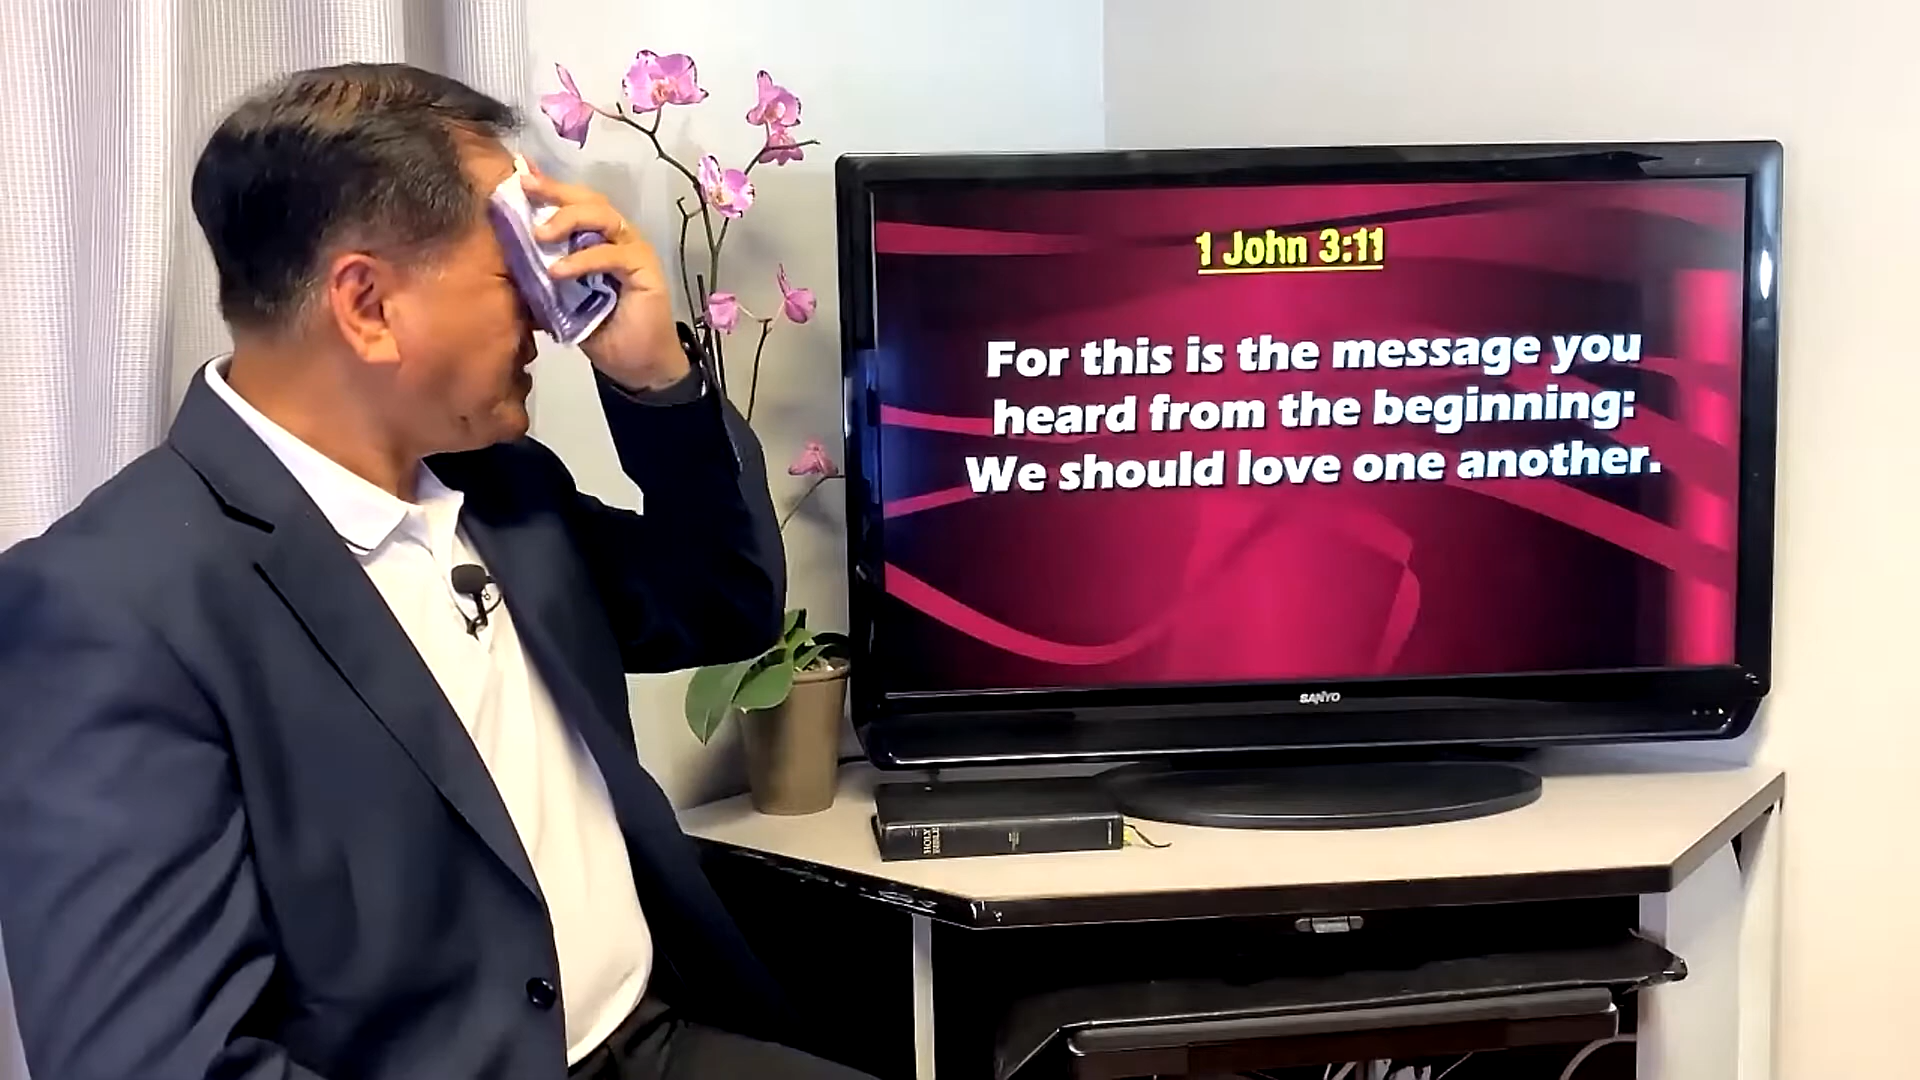 1 John 3:11
For this is the message you
heard from the beginning:
We should love one another.
SANYO
HOLY
BIBLE